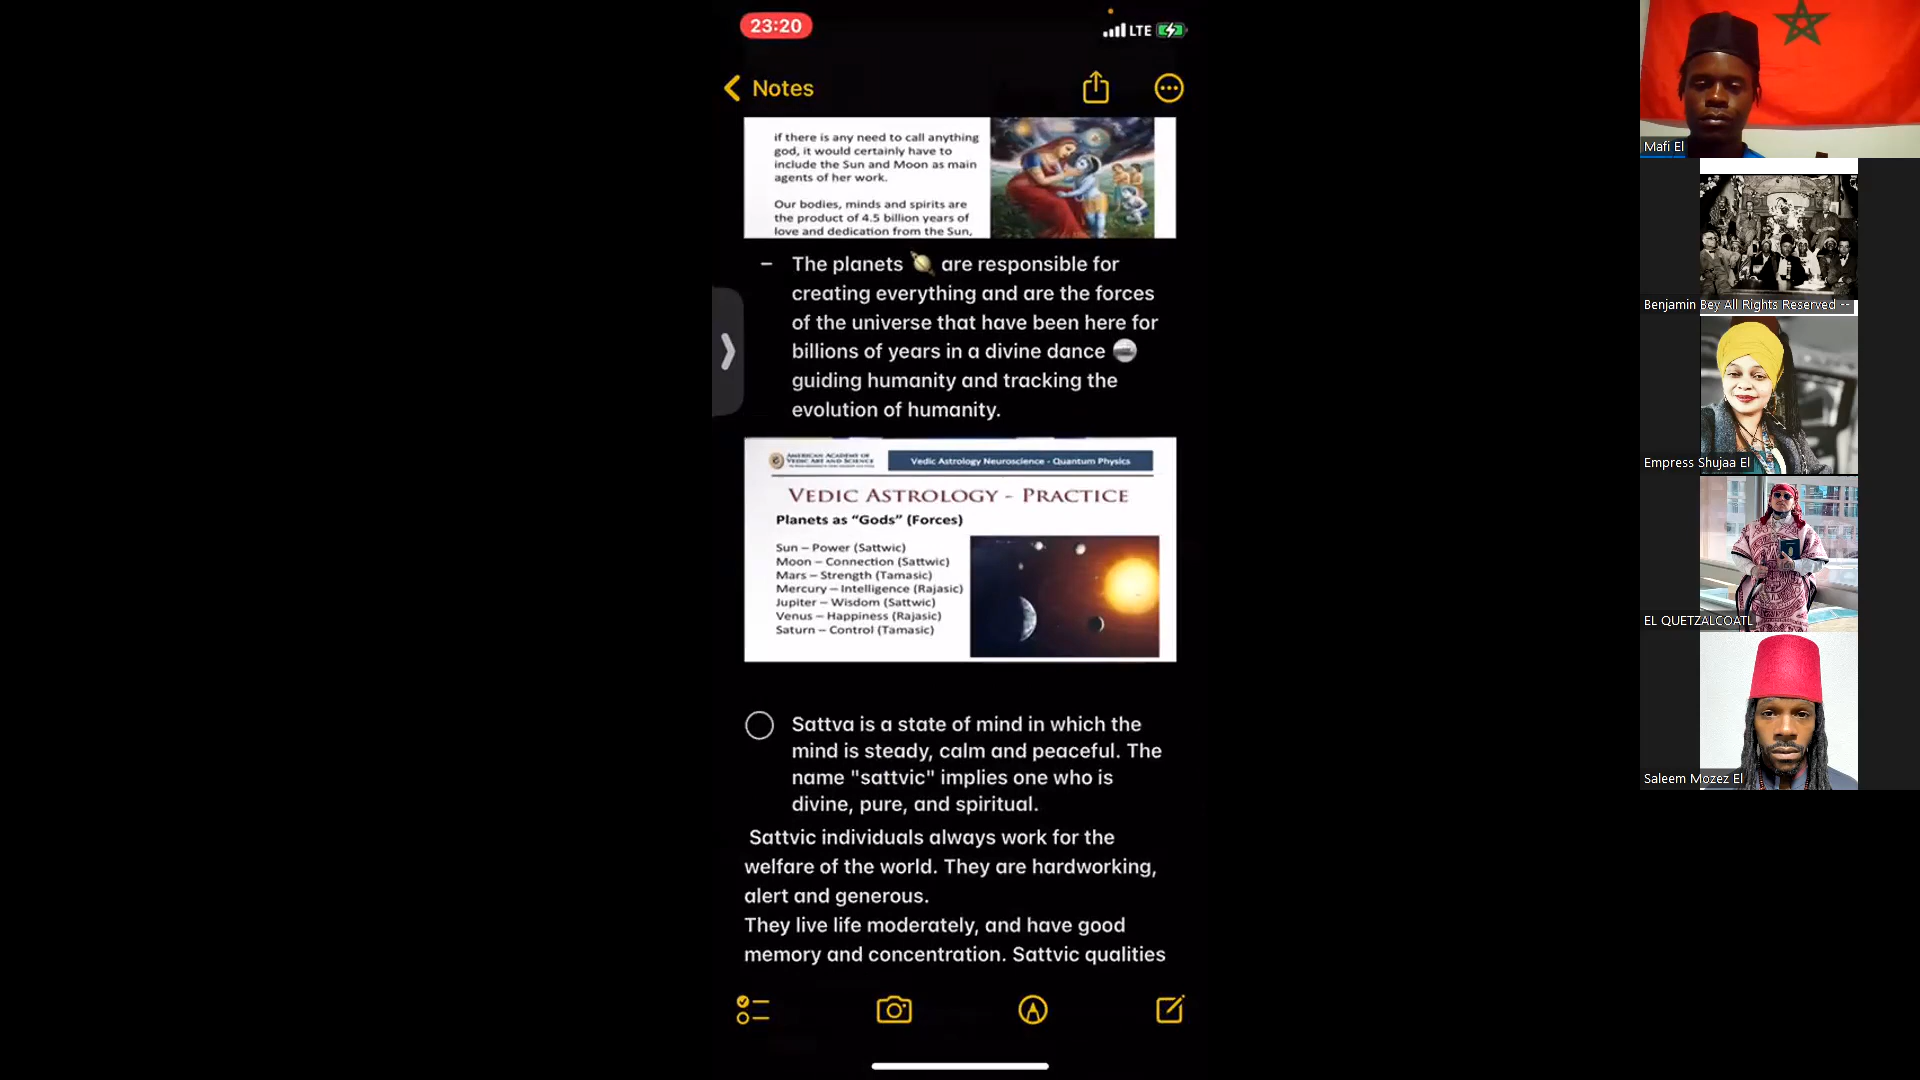 23:20
LTE
Notes
if there is any need to call anything
god, it would certainly have to
include the Sun and Moon as main
agents of her work.
Our bodies, minds and spirits are
the product of 4.5 billion years of
love and dedication from the Sun,
– The planets 🪐 are responsible for
creating everything and are the forces
of the universe that have been here for
billions of years in a divine dance 🪩
guiding humanity and tracking the
evolution of humanity.
American Academy of
Vedic Art and Science
Vedic Astrology Neuroscience - Quantum Physics
Vedic Astrology - Practice
Planets as “Gods” (Forces)
Sun – Power (Sattwic)
Moon – Connection (Sattwic)
Mars – Strength (Tamasic)
Mercury – Intelligence (Rajasic)
Jupiter – Wisdom (Sattwic)
Venus – Happiness (Rajasic)
Saturn – Control (Tamasic)
Sattva is a state of mind in which the
mind is steady, calm and peaceful. The
name "sattvic" implies one who is
divine, pure, and spiritual.
Sattvic individuals always work for the
welfare of the world. They are hardworking,
alert and generous.
They live life moderately, and have good
memory and concentration. Sattvic qualities
Mafi El
Benjamin Bey All Rights Reserved --
Empress Shujaa El
EL QUETZALCOATL
Saleem Mozez El